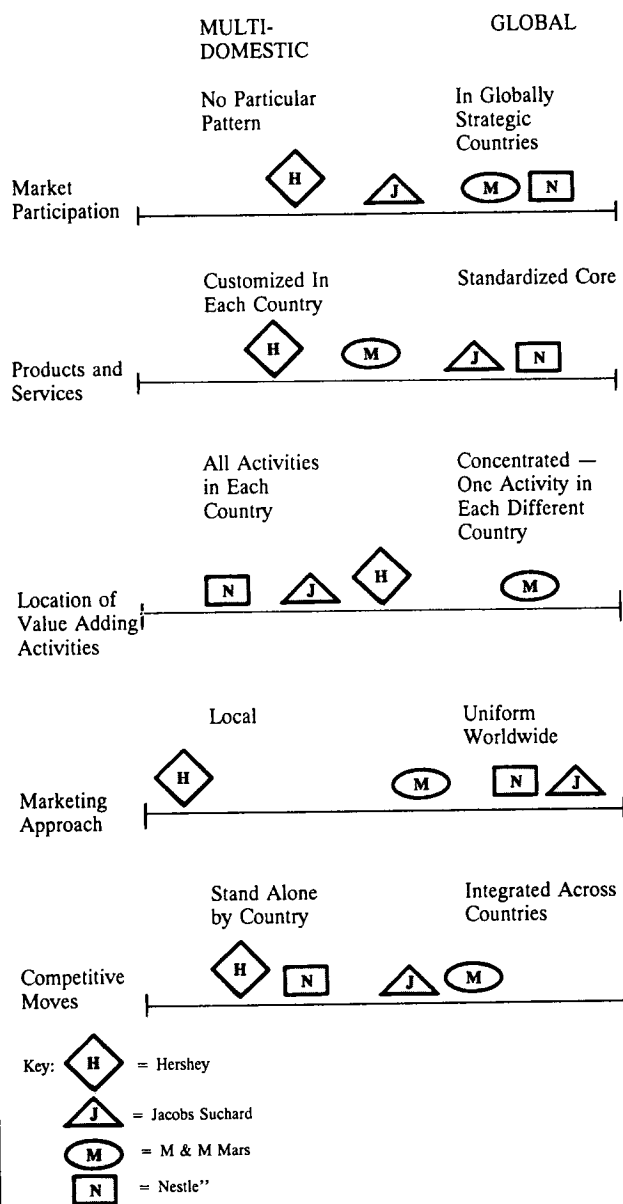 MULTI-
DOMESTIC
GLOBAL
No Particular
Pattern
In Globally
Strategic
Countries
Market
Participation
H
J
M
N
Customized In
Each Country
Standardized Core
Products and
Services
H
M
J
N
All Activities
in Each
Country
Concentrated —
One Activity in
Each Different
Country
Location of
Value Adding
Activities
N
J
H
M
Local
Uniform
Worldwide
Marketing
Approach
H
M
N
J
Stand Alone
by Country
Integrated Across
Countries
Competitive
Moves
H
N
J
M
Key: H = Hershey
J = Jacobs Suchard
M = M & M Mars
N = Nestle''